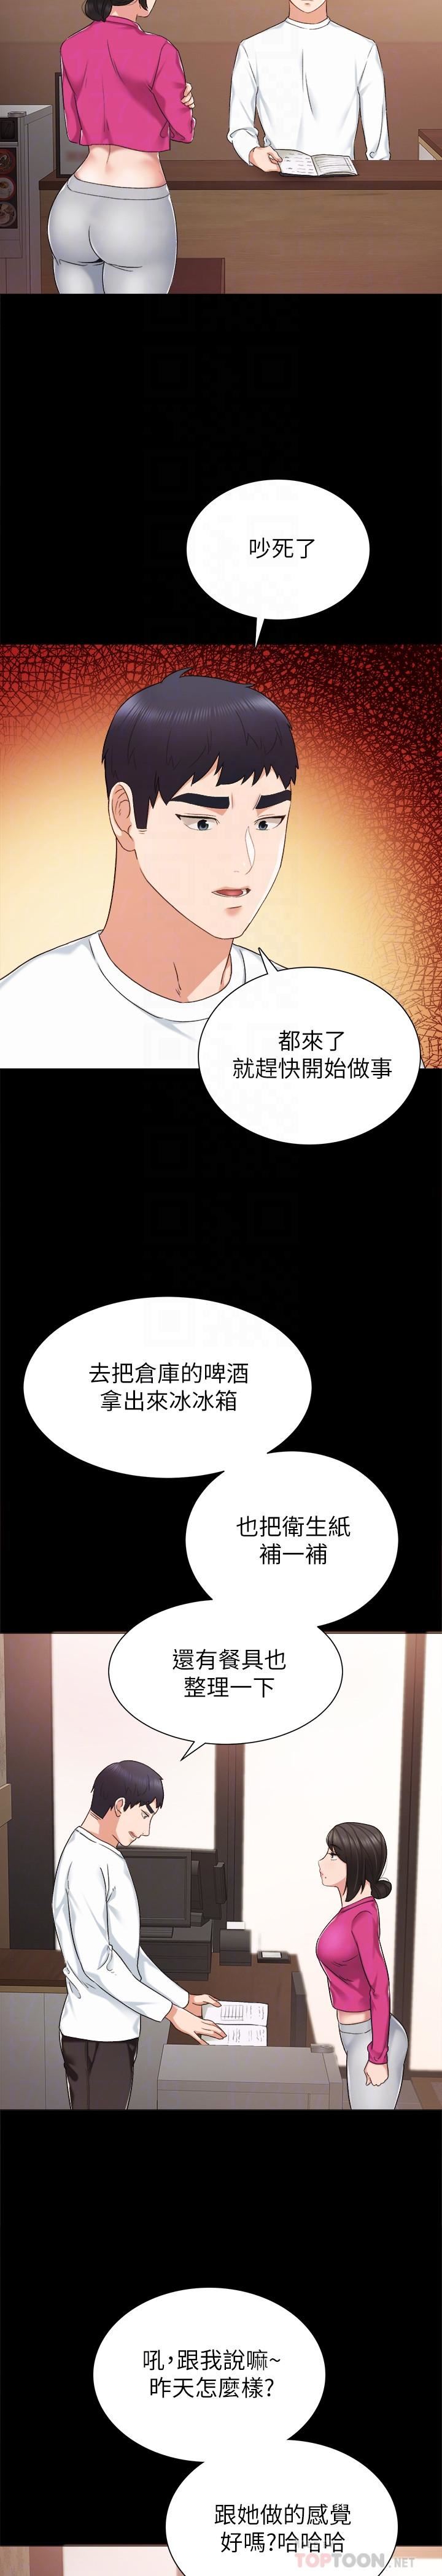 吵死了
都來了
就趕快開始做事
去把倉庫的啤酒
拿出來冰冰箱
也把衛生紙
補一補
還有餐具也
整理一下
吼，跟我說嘛~
昨天怎麼樣?
跟她做的感覺
好嗎?哈哈哈
TOPTOON.NET